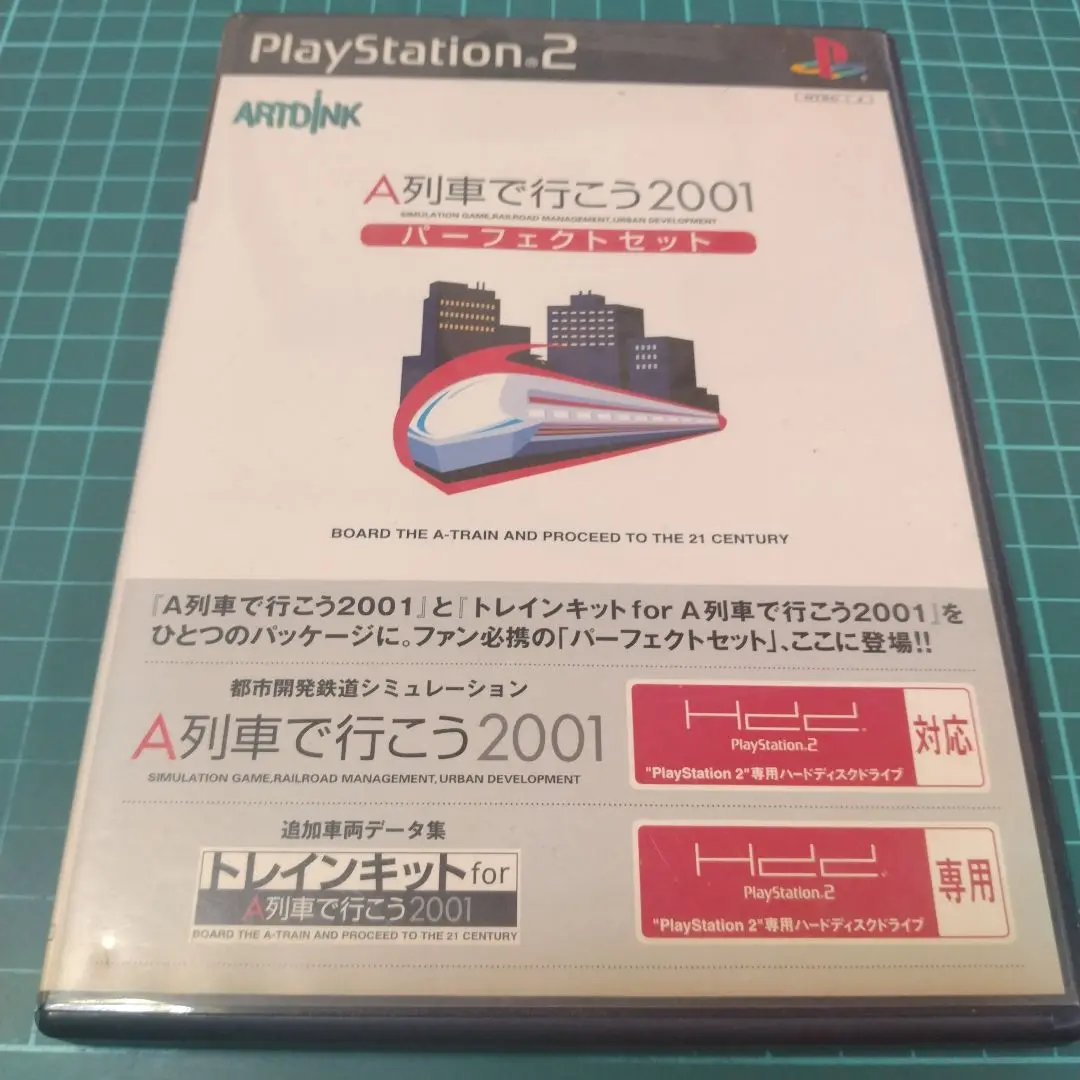 PlayStation®2
ARTDINK
NTSC J
A列車で行こう2001
SIMULATION GAME,RAILROAD MANAGEMENT,URBAN DEVELOPMENT
パーフェクトセット
BOARD THE A-TRAIN AND PROCEED TO THE 21 CENTURY
『A列車で行こう2001』と『トレインキット for A列車で行こう2001』を
ひとつのパッケージに。ファン必携の「パーフェクトセット」、ここに登場!!
都市開発鉄道シミュレーション
A列車で行こう2001
SIMULATION GAME,RAILROAD MANAGEMENT,URBAN DEVELOPMENT
Hdd
PlayStation®2
対応
"PlayStation 2"専用ハードディスクドライブ
追加車両データ集
トレインキット for
A列車で行こう2001
BOARD THE A-TRAIN AND PROCEED TO THE 21 CENTURY
Hdd
PlayStation®2
専用
"PlayStation 2"専用ハードディスクドライブ